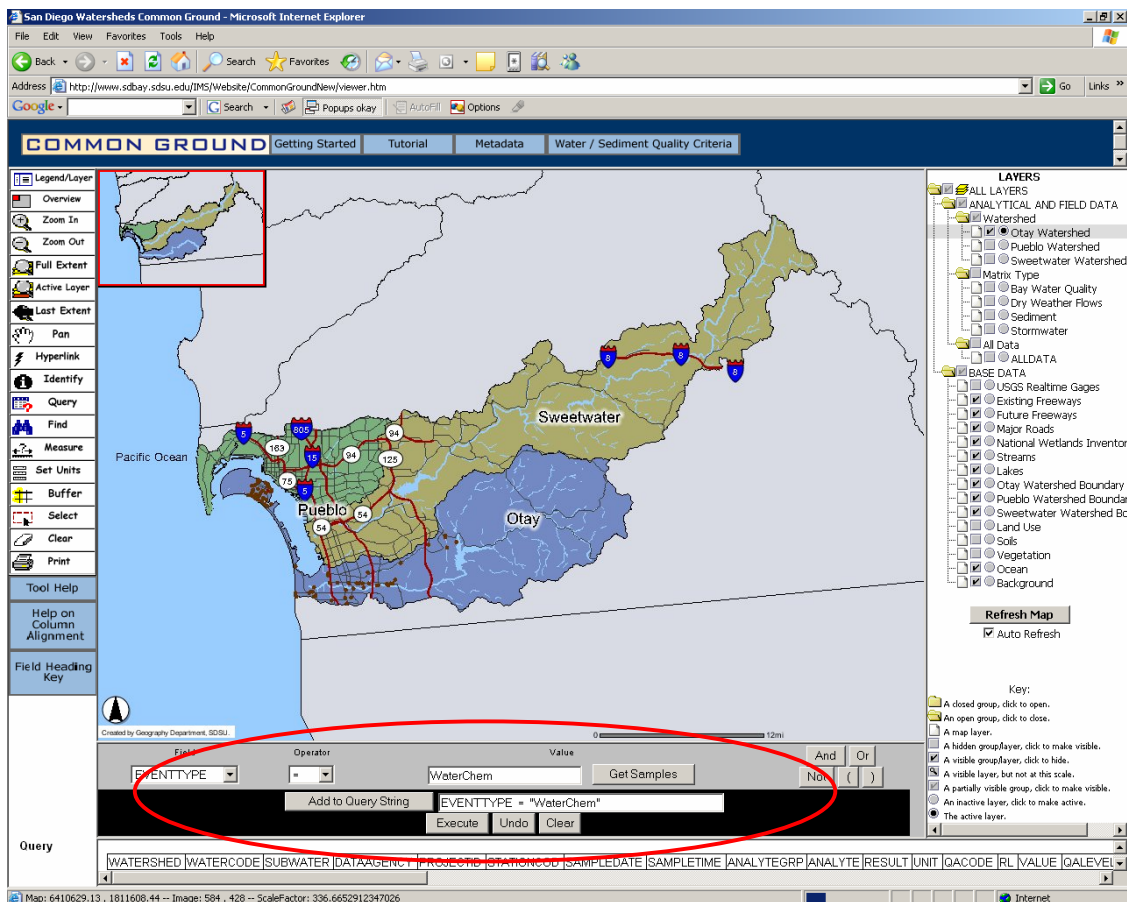 San Diego Watersheds Common Ground - Microsoft Internet Explorer
File Edit View Favorites Tools Help
Back Search Favorites
Address http://www.sdbay.sdsu.edu/IMS/Website/CommonGroundNew/viewer.htm Go Links »
Google Search Popups okay AutoFill Options
COMMON GROUND Getting Started Tutorial Metadata Water / Sediment Quality Criteria
Legend/Layer
Overview
Zoom In
Zoom Out
Full Extent
Active Layer
Last Extent
Pan
Hyperlink
Identify
Query
Find
Measure
Set Units
Buffer
Select
Clear
Print
Tool Help
Help on
Column
Alignment
Field Heading
Key
Pacific Ocean
Sweetwater
Otay
Pueblo
8
8
8
5
805
94
163
15
94
125
75
5
54
54
Created by Geography Department, SDSU.
0 12mi
LAYERS
ALL LAYERS
ANALYTICAL AND FIELD DATA
Watershed
Otay Watershed
Pueblo Watershed
Sweetwater Watershed
Matrix Type
Bay Water Quality
Dry Weather Flows
Sediment
Stormwater
All Data
ALLDATA
BASE DATA
USGS Realtime Gages
Existing Freeways
Future Freeways
Major Roads
National Wetlands Inventor
Streams
Lakes
Otay Watershed Boundary
Pueblo Watershed Boundar
Sweetwater Watershed Bo
Land Use
Soils
Vegetation
Ocean
Background
Refresh Map
Auto Refresh
Key:
A closed group, click to open.
An open group, click to close.
A map layer.
A hidden group/layer, click to make visible.
A visible group/layer, click to hide.
A visible layer, but not at this scale.
A partially visible group, click to make visible.
An inactive layer, click to make active.
The active layer.
Field Operator Value
EVENTTYPE = WaterChem Get Samples
And Or
Not ( )
Add to Query String EVENTTYPE = "WaterChem"
Execute Undo Clear
Query
WATERSHED WATERCODE SUBWATER DATAAGENCY PROJECTID STATIONCOD SAMPLEDATE SAMPLETIME ANALYTEGRP ANALYTE RESULT UNIT QACODE RL VALUE QALEVEL
Map: 6410629.13 , 1811608.44 -- Image: 584 , 428 -- ScaleFactor: 336.6652912347026 Internet